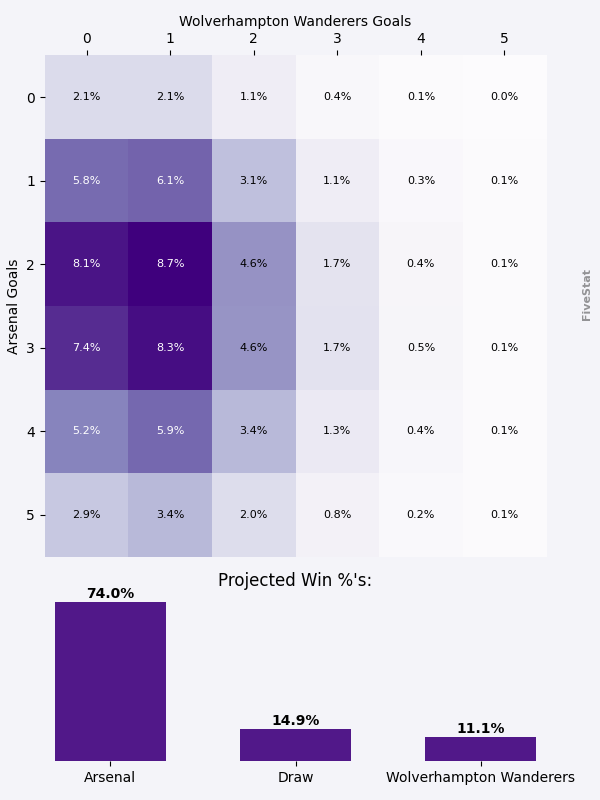 Wolverhampton Wanderers Goals
0 1 2 3 4 5
0 2.1% 2.1% 1.1% 0.4% 0.1% 0.0%
1 5.8% 6.1% 3.1% 1.1% 0.3% 0.1%
2 8.1% 8.7% 4.6% 1.7% 0.4% 0.1%
3 7.4% 8.3% 4.6% 1.7% 0.5% 0.1%
4 5.2% 5.9% 3.4% 1.3% 0.4% 0.1%
5 2.9% 3.4% 2.0% 0.8% 0.2% 0.1%
Arsenal Goals
FiveStat
Projected Win %'s:
74.0% 14.9% 11.1%
Arsenal Draw Wolverhampton Wanderers